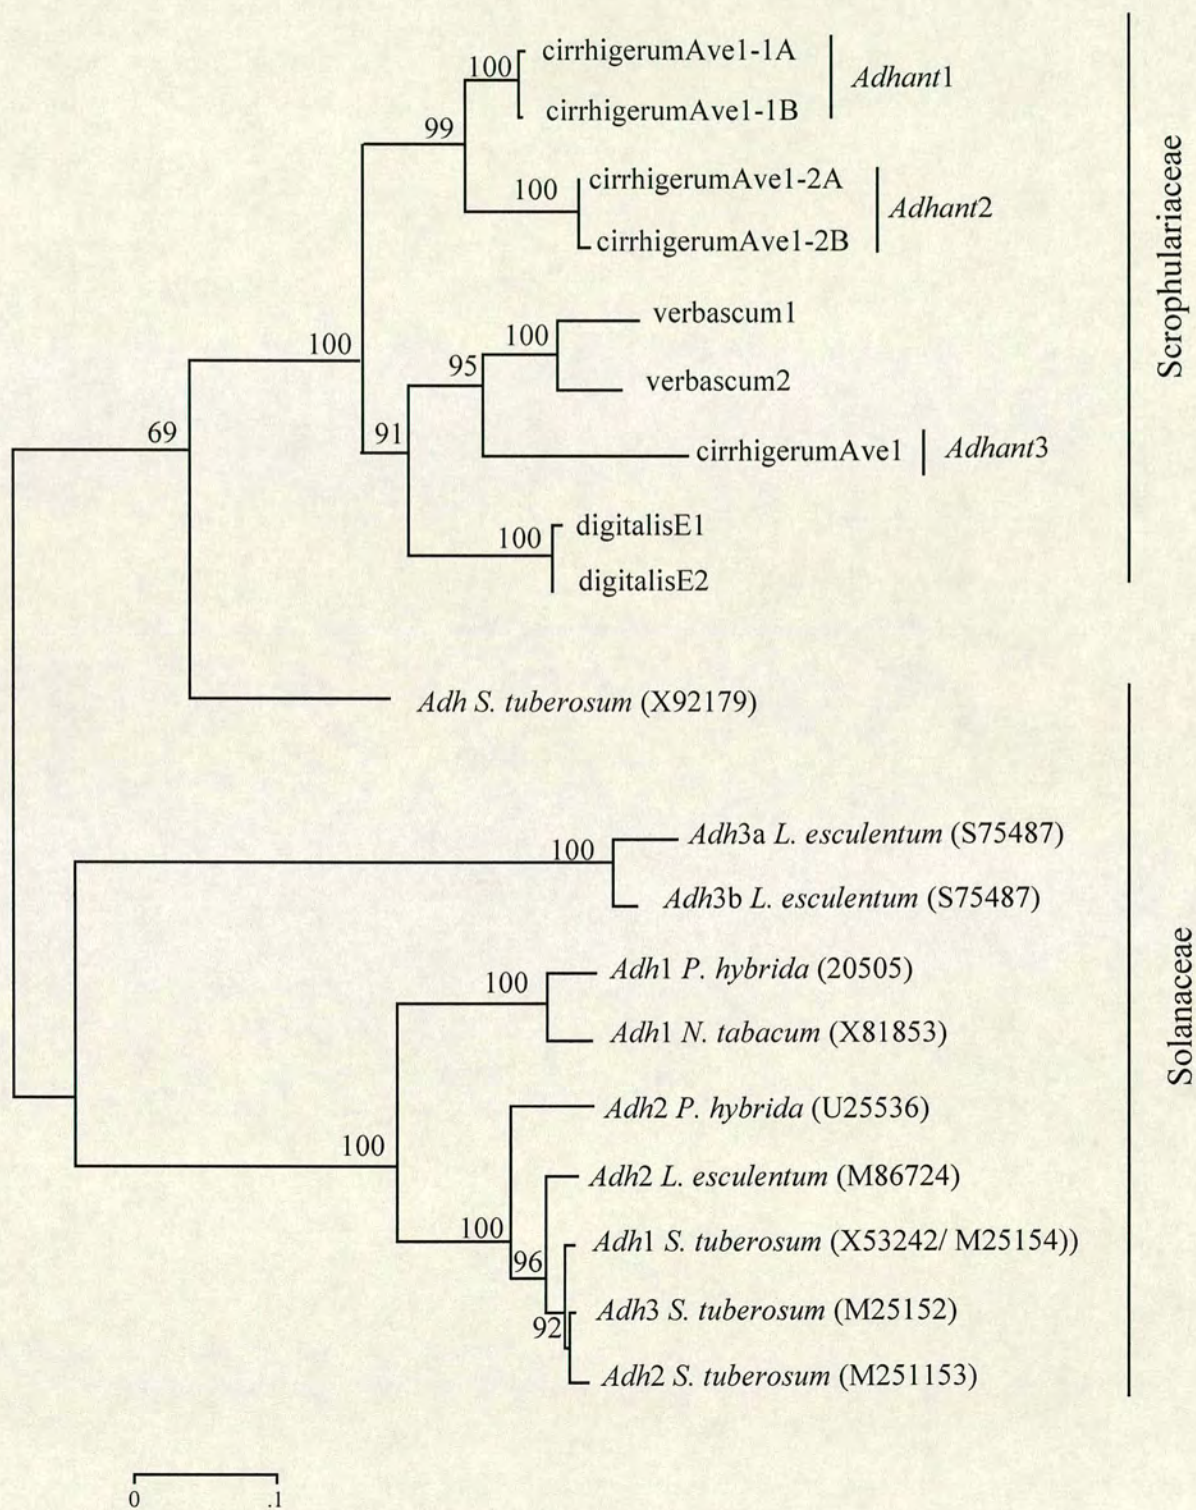 cirrhigerumAve1-1A
100
Adhant1
cirrhigerumAve1-1B
99
cirrhigerumAve1-2A
100
Adhant2
cirrhigerumAve1-2B
Scrophulariaceae
verbascum1
100
100
95
verbascum2
69
91
cirrhigerumAve1
Adhant3
digitalisE1
100
digitalisE2
Adh S. tuberosum (X92179)
Adh3a L. esculentum (S75487)
100
Adh3b L. esculentum (S75487)
Adh1 P. hybrida (20505)
100
Adh1 N. tabacum (X81853)
Solanaceae
Adh2 P. hybrida (U25536)
100
Adh2 L. esculentum (M86724)
100
Adh1 S. tuberosum (X53242/ M25154))
96
Adh3 S. tuberosum (M25152)
92
Adh2 S. tuberosum (M251153)
0 .1